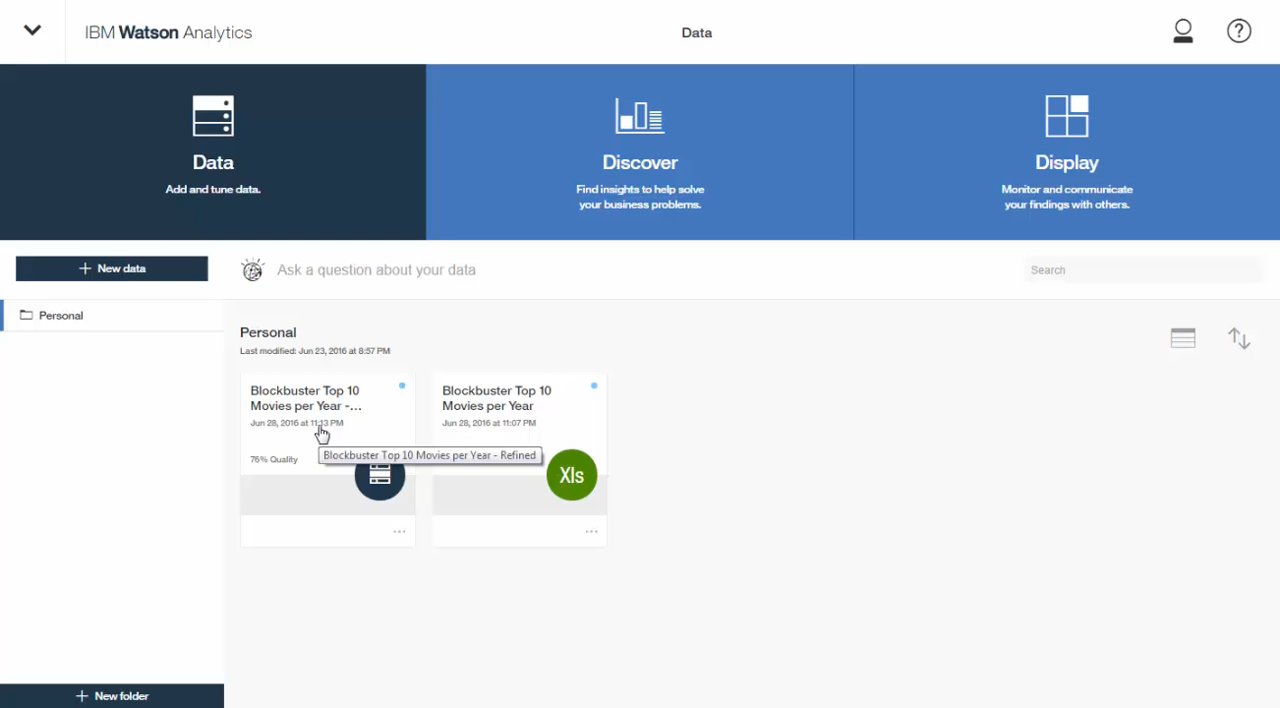 IBM Watson Analytics
Data
?
Data
Add and tune data.
Discover
Find insights to help solve
your business problems.
Display
Monitor and communicate
your findings with others.
+ New data
Ask a question about your data
Search
Personal
Personal
Last modified: Jun 23, 2016 at 8:57 PM
Blockbuster Top 10
Movies per Year -...
Jun 28, 2016 at 11:13 PM
76% Quality
Blockbuster Top 10 Movies per Year - Refined
...
Blockbuster Top 10
Movies per Year
Jun 28, 2016 at 11:07 PM
Xls
...
+ New folder